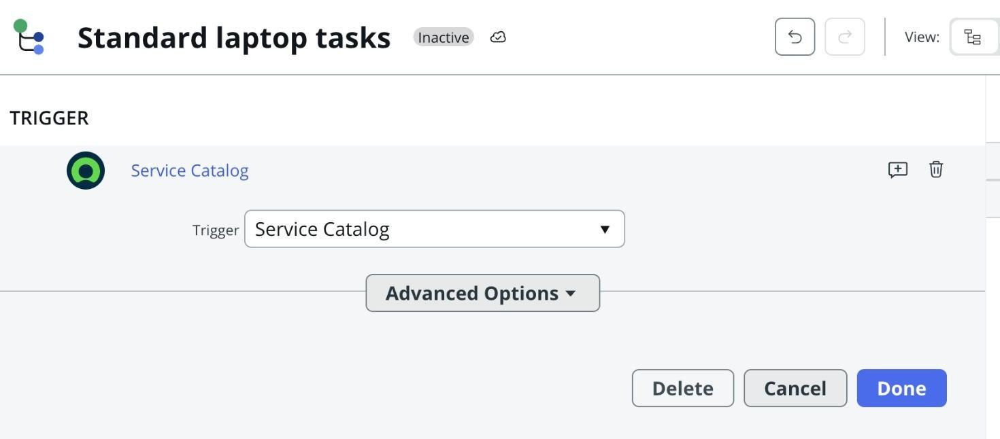 Standard laptop tasks Inactive View:
TRIGGER
Service Catalog
Trigger Service Catalog
Advanced Options
Delete Cancel Done